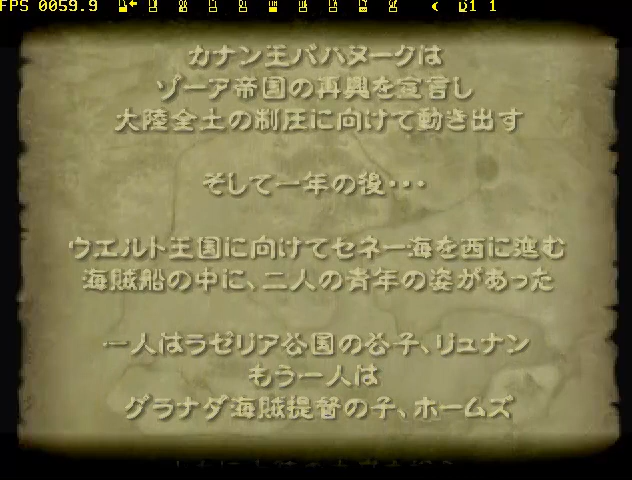 FPS 0059.9
1 1
カナン王バハヌークは
ゾーア帝国の再興を宣言し
大陸全土の制圧に向けて動き出す
そして一年の後・・・
ウエルト王国に向けてセネー海を西に進む
海賊船の中に、二人の青年の姿があった
一人はラゼリア公国の公子、リュナン
もう一人は
グラナダ海賊提督の子、ホームズ